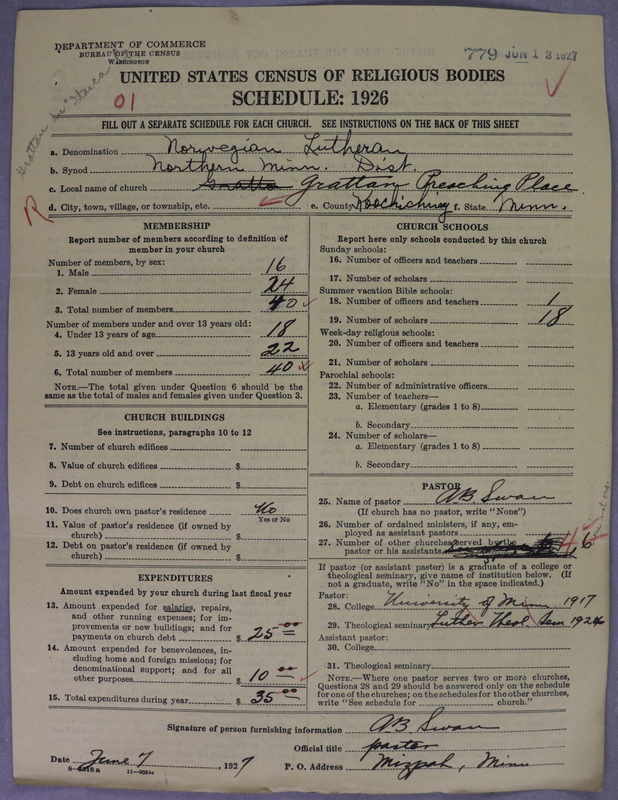 DEPARTMENT OF COMMERCE
BUREAU OF THE CENSUS
WASHINGTON
779 JUN 13 1927
UNITED STATES CENSUS OF RELIGIOUS BODIES
SCHEDULE: 1926
01
FILL OUT A SEPARATE SCHEDULE FOR EACH CHURCH. SEE INSTRUCTIONS ON THE BACK OF THIS SHEET
a. Denomination Norwegian Lutheran
b. Synod Northern Minn. Dist.
c. Local name of church Gratto Grattan Preaching Place
R d. City, town, village, or township, etc. e. County Koochiching f. State Minn.
MEMBERSHIP
Report number of members according to definition of
member in your church
Number of members, by sex:
1. Male 16
2. Female 24
3. Total number of members 40
Number of members under and over 13 years old:
4. Under 13 years of age 18
5. 13 years old and over 22
6. Total number of members 40
NOTE.—The total given under Question 6 should be the
same as the total of males and females given under Question 3.
CHURCH BUILDINGS
See instructions, paragraphs 10 to 12
7. Number of church edifices
8. Value of church edifices $
9. Debt on church edifices $
10. Does church own pastor's residence No
Yes or No
11. Value of pastor's residence (if owned by
church) $
12. Debt on pastor's residence (if owned by
church) $
EXPENDITURES
Amount expended by your church during last fiscal year
13. Amount expended for salaries, repairs,
and other running expenses; for im-
provements or new buildings; and for
payments on church debt $ 25 00
14. Amount expended for benevolences, in-
cluding home and foreign missions; for
denominational support; and for all
other purposes $ 10 00
15. Total expenditures during year $ 35 00
CHURCH SCHOOLS
Report here only schools conducted by this church
Sunday schools:
16. Number of officers and teachers
17. Number of scholars
Summer vacation Bible schools:
18. Number of officers and teachers 1
19. Number of scholars 18
Week-day religious schools:
20. Number of officers and teachers
21. Number of scholars
Parochial schools:
22. Number of administrative officers
23. Number of teachers—
a. Elementary (grades 1 to 8)
b. Secondary
24. Number of scholars—
a. Elementary (grades 1 to 8)
b. Secondary
PASTOR
25. Name of pastor A.B. Swan
(If church has no pastor, write "None")
26. Number of ordained ministers, if any, em-
ployed as assistant pastors
27. Number of other churches served by the
pastor or his assistants 6
If pastor (or assistant pastor) is a graduate of a college or
theological seminary, give name of institution below. (If
not a graduate, write "No" in the space indicated.)
Pastor:
28. College University of Minn 1917
29. Theological seminary Luther Theol. Sem 1924
Assistant pastor:
30. College
31. Theological seminary
NOTE.—Where one pastor serves two or more churches,
Questions 28 and 29 should be answered only on the schedule
for one of the churches; on the schedules for the other churches,
write "See schedule for church."
Signature of person furnishing information A.B. Swan
Official title pastor
Date June 7, 1927 P. O. Address Mizpah, Minn